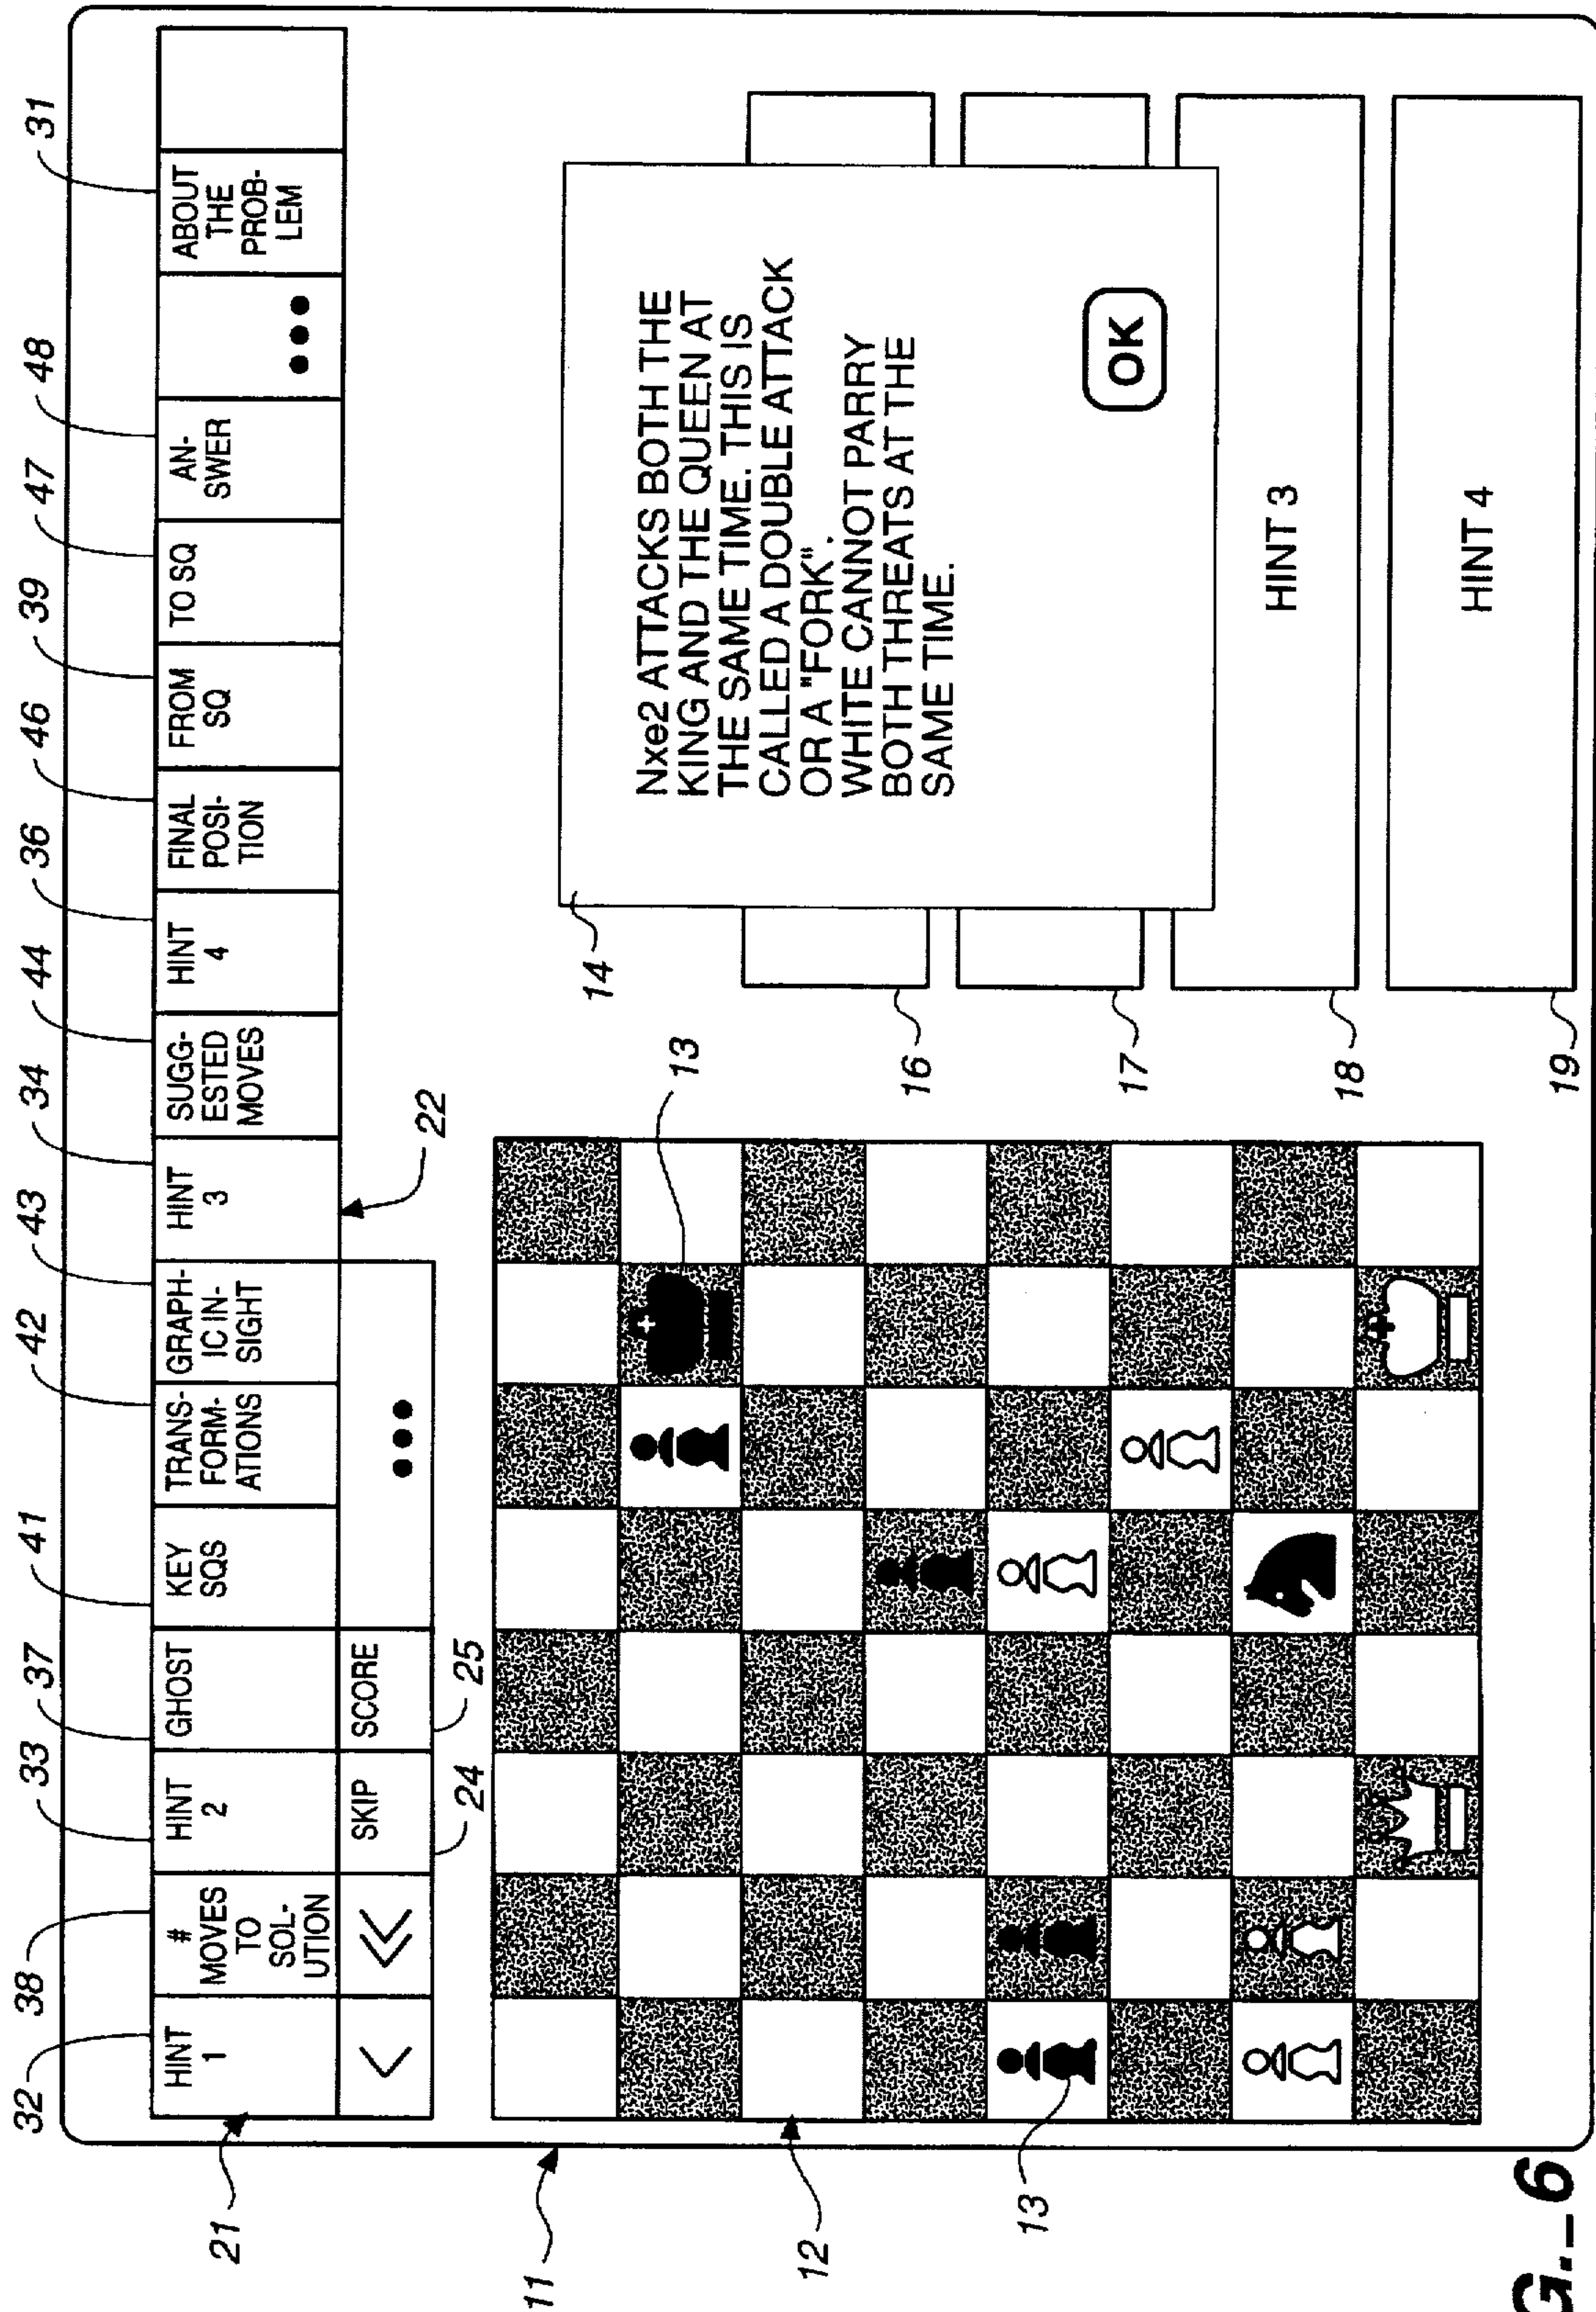 32
38
33
37
41
42
43
34
44
36
46
39
47
48
31
HINT
1
#
MOVES
TO
SOL-
UTION
HINT
2
GHOST
KEY
SQS
TRANS-
FORM-
ATIONS
GRAPH-
IC IN-
SIGHT
HINT
3
SUGG-
ESTED
MOVES
HINT
4
FINAL
POSI-
TION
FROM
SQ
TO SQ
AN-
SWER
•••
ABOUT
THE
PROB-
LEM
<
<<
SKIP
SCORE
•••
21
24
25
22
11
12
13
13
14
Nxe2 ATTACKS BOTH THE
KING AND THE QUEEN AT
THE SAME TIME. THIS IS
CALLED A DOUBLE ATTACK
OR A "FORK".
WHITE CANNOT PARRY
BOTH THREATS AT THE
SAME TIME.
OK
16
17
18
HINT 3
19
HINT 4
G._6